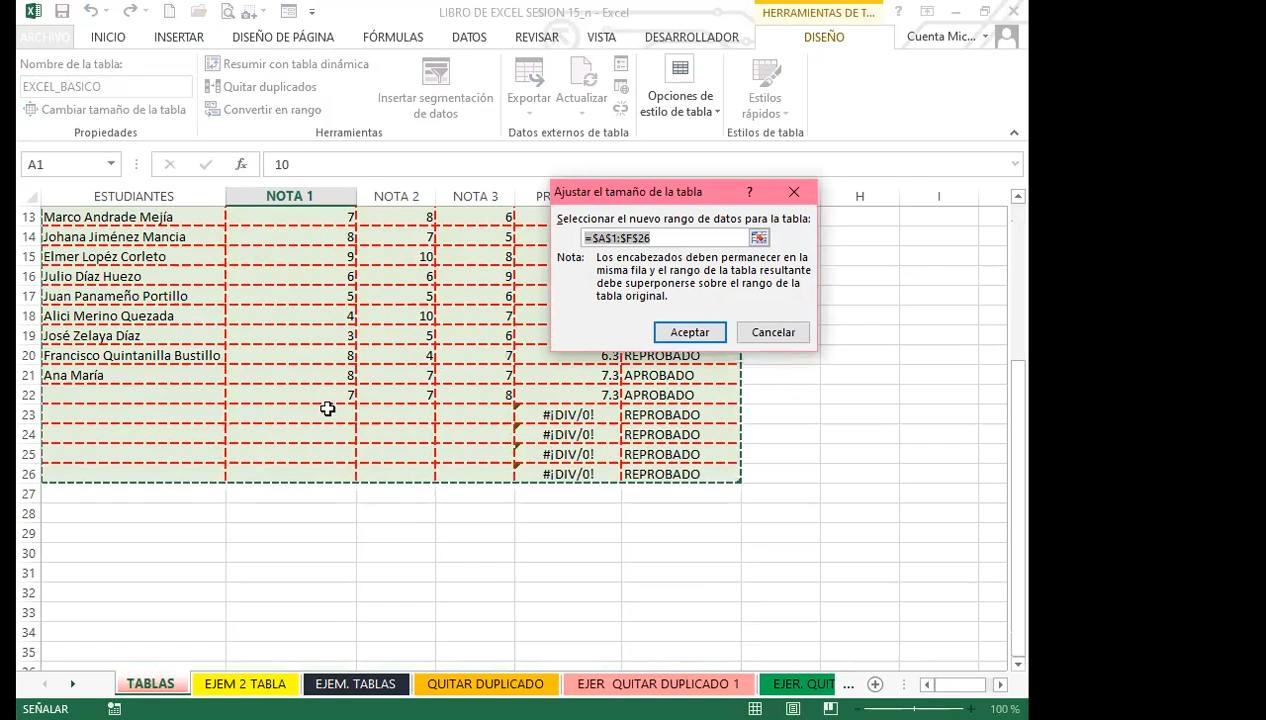 LIBRO DE EXCEL SESION 15_n - Excel
HERRAMIENTAS DE T...
ARCHIVO INICIO INSERTAR DISEÑO DE PÁGINA FÓRMULAS DATOS REVISAR VISTA DESARROLLADOR DISEÑO Cuenta Mic...
Nombre de la tabla:
EXCEL_BASICO
Cambiar tamaño de la tabla
Propiedades
Resumir con tabla dinámica
Quitar duplicados
Convertir en rango
Insertar segmentación
de datos
Herramientas
Exportar Actualizar
Datos externos de tabla
Opciones de
estilo de tabla
Estilos
rápidos
Estilos de tabla
A1 fx 10
ESTUDIANTES NOTA 1 NOTA 2 NOTA 3 PR H I
13 Marco Andrade Mejía 7 8 6
14 Johana Jiménez Mancia 8 7 5
15 Elmer Lopéz Corleto 9 10 8
16 Julio Díaz Huezo 6 6 9
17 Juan Panameño Portillo 5 5 6
18 Alici Merino Quezada 4 10 7
19 José Zelaya Díaz 3 5 6
20 Francisco Quintanilla Bustillo 8 4 7 6.3 REPROBADO
21 Ana María 8 7 7 7.3 APROBADO
22 7 7 8 7.3 APROBADO
23 #¡DIV/0! REPROBADO
24 #¡DIV/0! REPROBADO
25 #¡DIV/0! REPROBADO
26 #¡DIV/0! REPROBADO
27
28
29
30
31
32
33
34
35
Ajustar el tamaño de la tabla ?
Seleccionar el nuevo rango de datos para la tabla:
=$A$1:$F$26
Nota: Los encabezados deben permanecer en la
misma fila y el rango de la tabla resultante
debe superponerse sobre el rango de la
tabla original.
Aceptar Cancelar
TABLAS EJEM 2 TABLA EJEM. TABLAS QUITAR DUPLICADO EJER QUITAR DUPLICADO 1 EJER. QUIT ...
SEÑALAR 100 %